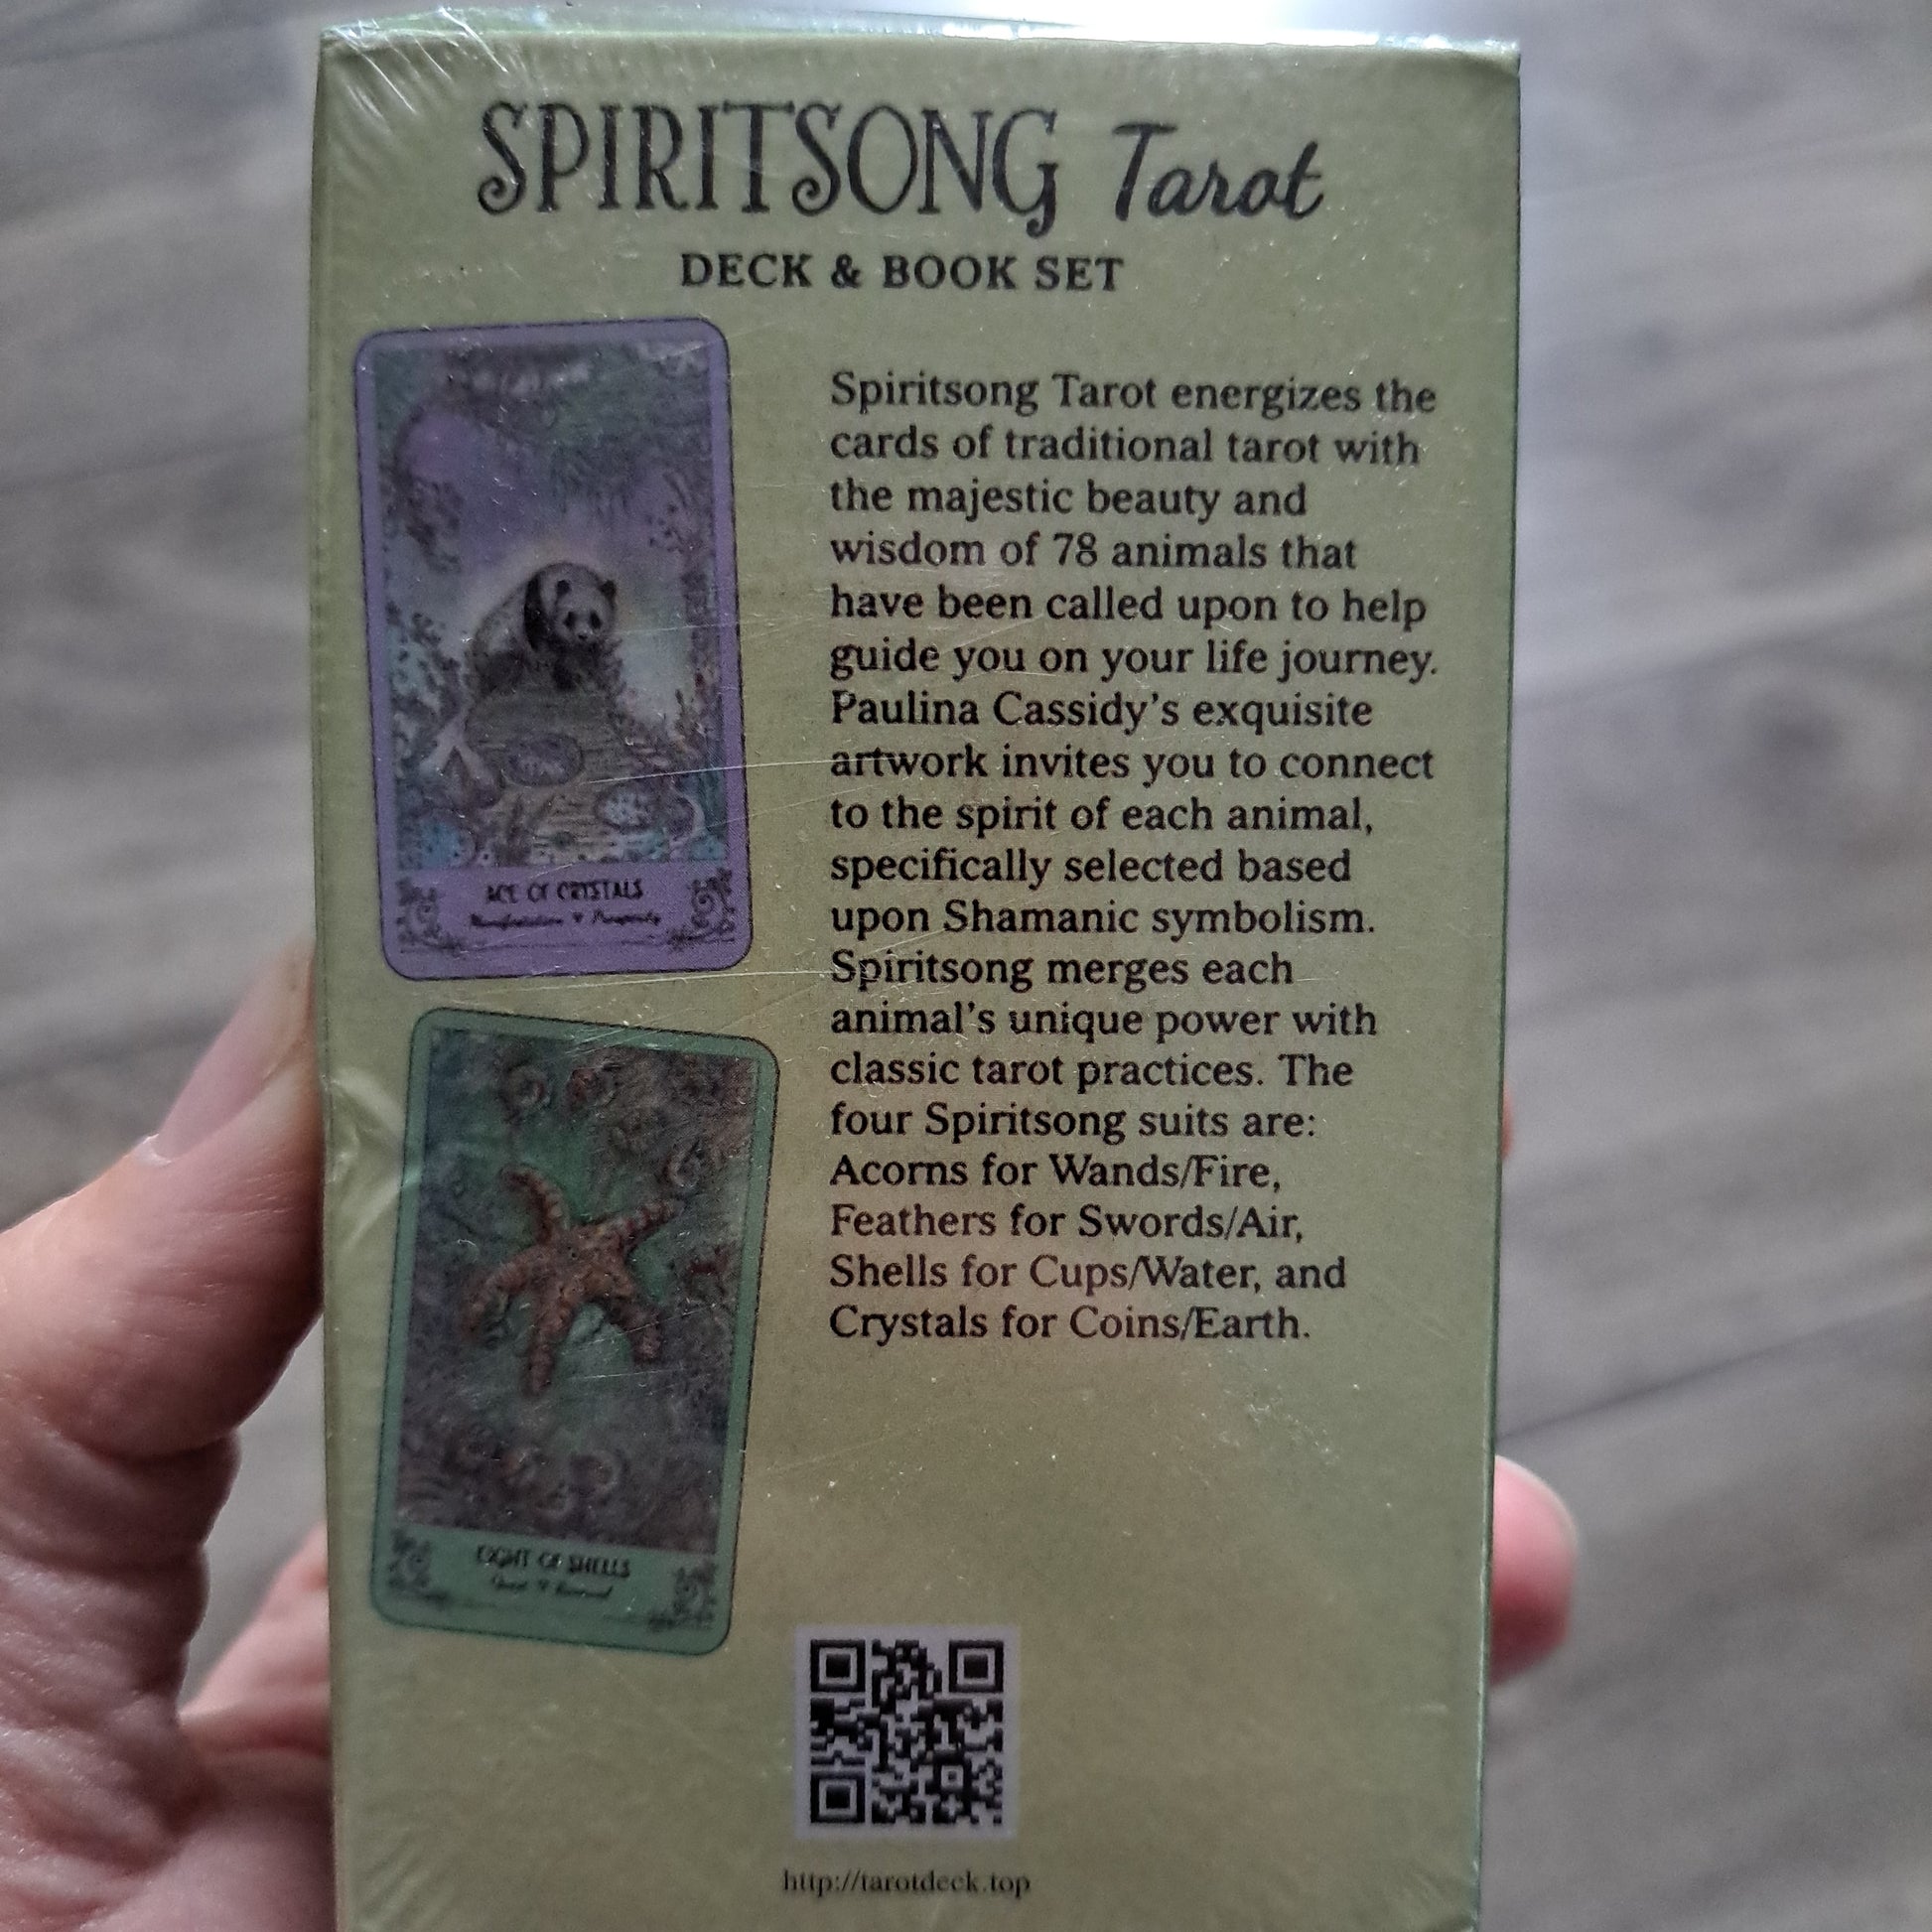 SPIRITSONG Tarot
DECK & BOOK SET
Spiritsong Tarot energizes the
cards of traditional tarot with
the majestic beauty and
wisdom of 78 animals that
have been called upon to help
guide you on your life journey.
Paulina Cassidy's exquisite
artwork invites you to connect
to the spirit of each animal,
specifically selected based
upon Shamanic symbolism.
Spiritsong merges each
animal's unique power with
classic tarot practices. The
four Spiritsong suits are:
Acorns for Wands/Fire,
Feathers for Swords/Air,
Shells for Cups/Water, and
Crystals for Coins/Earth.
ACE OF CRYSTALS
Manifestation ♥ Prosperity
EIGHT OF SHELLS
http://tarotdeck.top